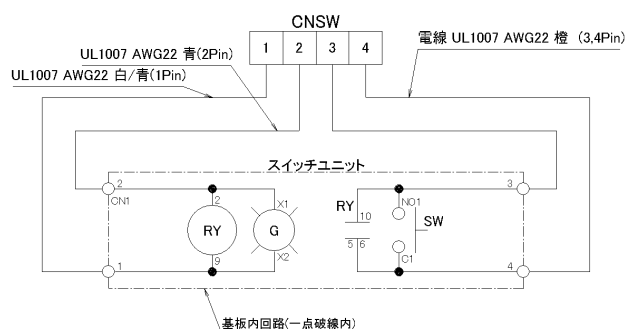 CNSW
1 2 3 4
UL1007 AWG22 青(2Pin)
電線 UL1007 AWG22 橙 (3,4Pin)
UL1007 AWG22 白/青(1Pin)
スイッチユニット
2
CN1
3
2
X1
RY
10
NO1
RY
G
SW
5 6
9
X2
C1
1
4
基板内回路(一点破線内)